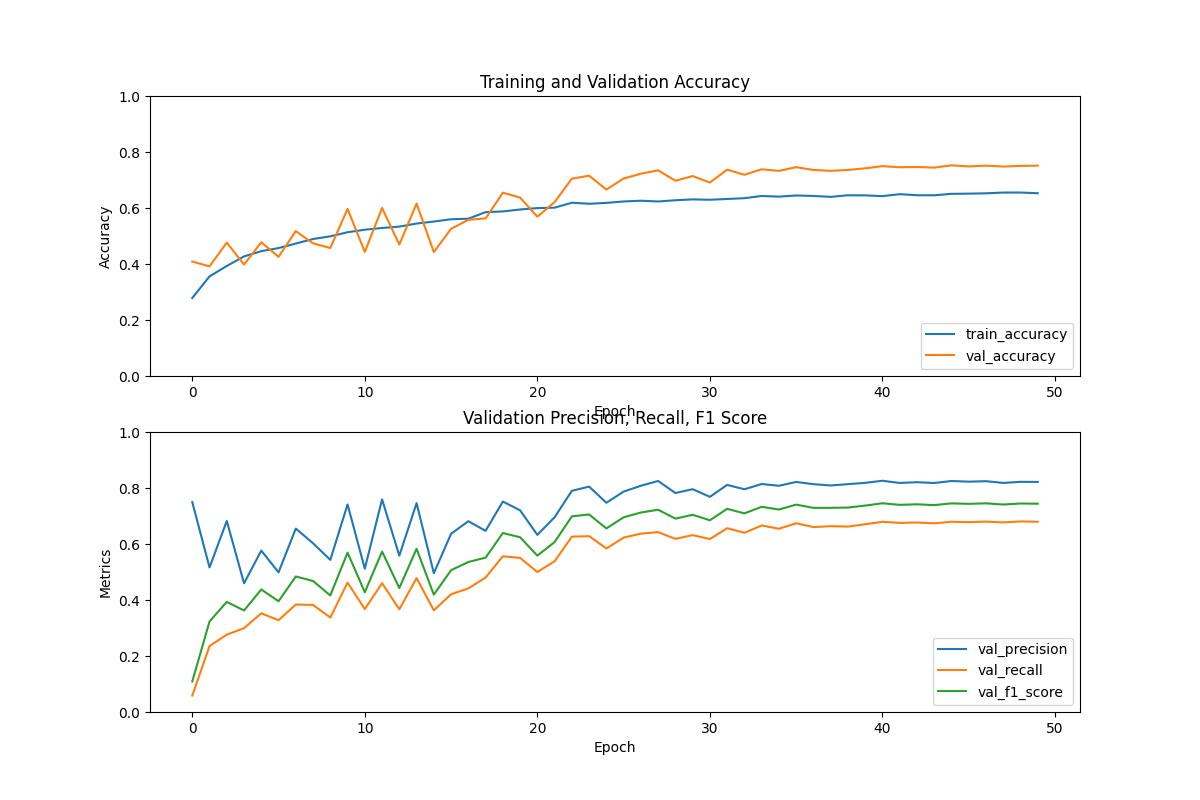 Training and Validation Accuracy
1.0
0.8
0.6
0.4
0.2
0.0
Accuracy
train_accuracy
val_accuracy
0 10 20 30 40 50
Epoch
Validation Precision, Recall, F1 Score
1.0
0.8
0.6
0.4
0.2
0.0
Metrics
val_precision
val_recall
val_f1_score
0 10 20 30 40 50
Epoch